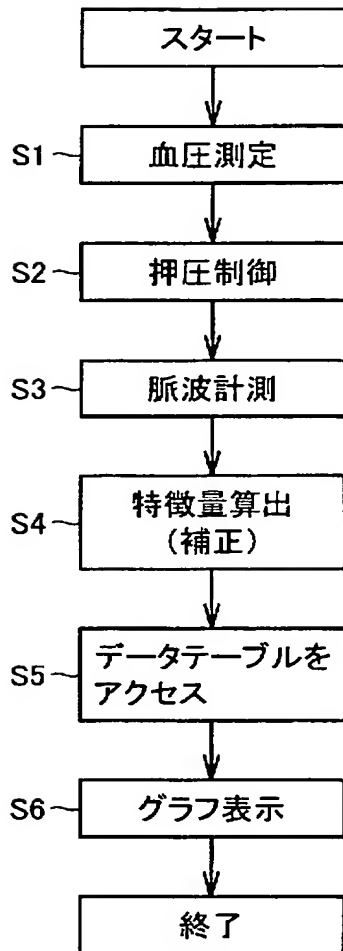 スタート
S1 血圧測定
S2 押圧制御
S3 脈波計測
S4 特徴量算出
(補正)
S5 データテーブルを
アクセス
S6 グラフ表示
終了